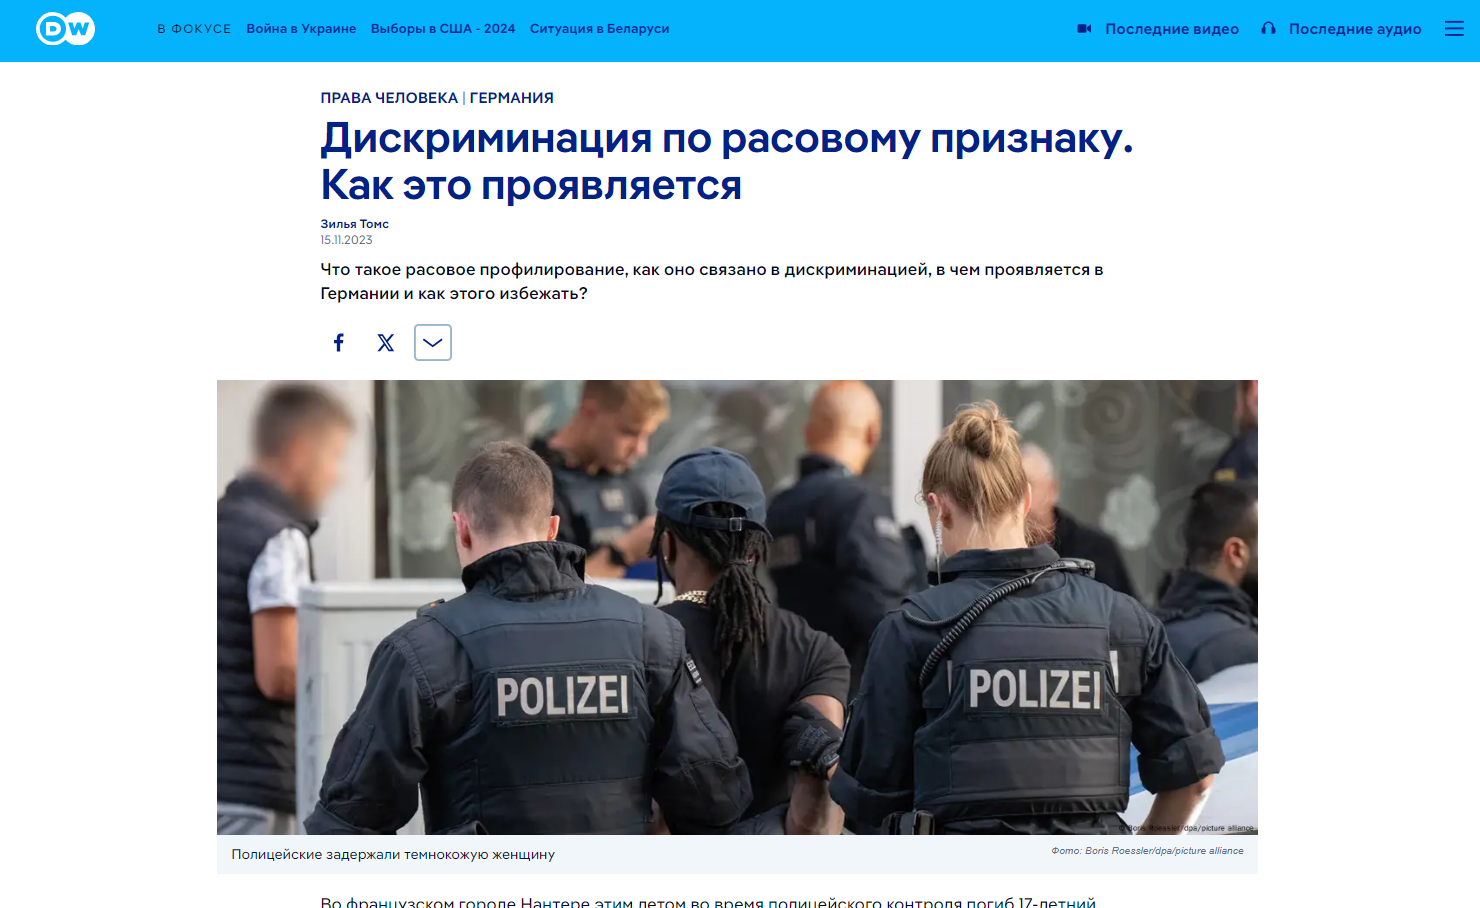 DW
В ФОКУСЕ Война в Украине Выборы в США - 2024 Ситуация в Беларуси Последние видео Последние аудио
ПРАВА ЧЕЛОВЕКА | ГЕРМАНИЯ
Дискриминация по расовому признаку.
Как это проявляется
Зилья Томс
15.11.2023
Что такое расовое профилирование, как оно связано в дискриминацией, в чем проявляется в
Германии и как этого избежать?
POLIZEI
POLIZEI
© Boris Roessler/dpa/picture alliance
Полицейские задержали темнокожую женщину
Фото: Boris Roessler/dpa/picture alliance
Во французском городе Нантере этим летом во время полицейского контроля погиб 17-летний